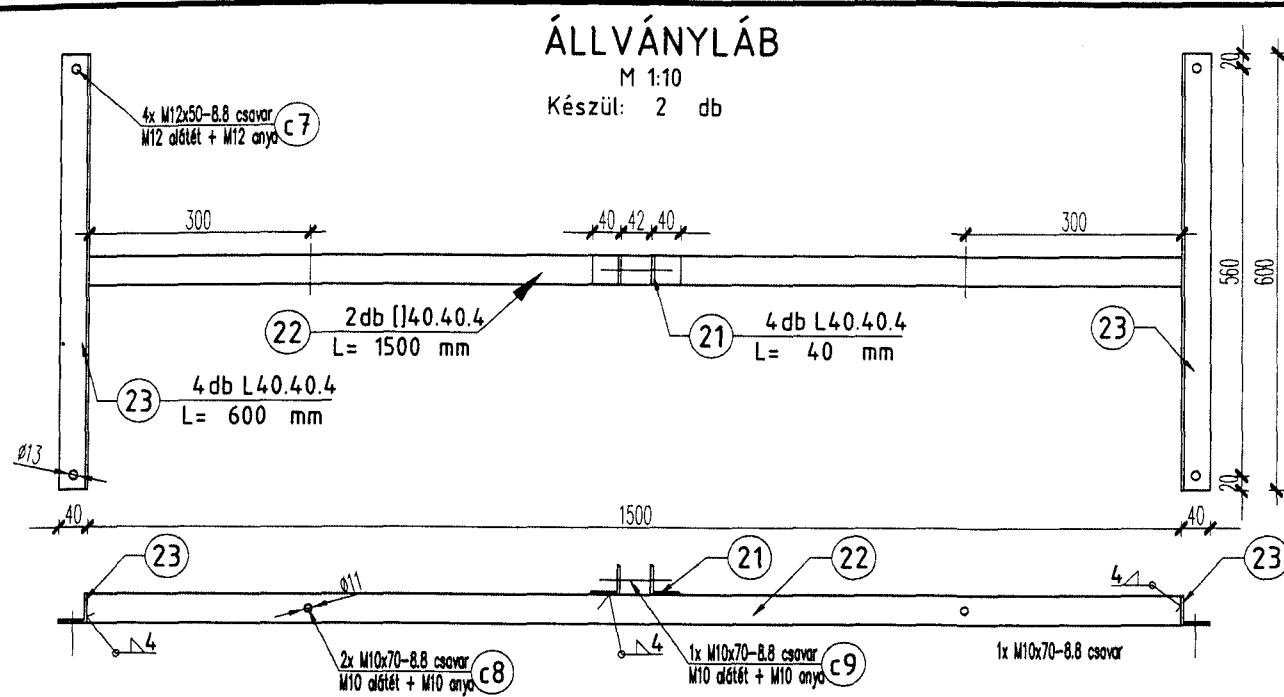 ÁLLVÁNYLÁB
M 1:10
Készül: 2 db
4x M12x50-8.8 csavar
M12 alátét + M12 anya
c7
20
300
40 42 40
300
560
600
22
2db []40.40.4
L= 1500 mm
21
4db L40.40.4
L= 40 mm
23
23
4db L40.40.4
L= 600 mm
ø13
20
40
1500
40
23
21
22
23
ø11
4
4
4
2x M10x70-8.8 csavar
M10 alátét + M10 anya
c8
1x M10x70-8.8 csavar
M10 alátét + M10 anya
c9
1x M10x70-8.8 csavar